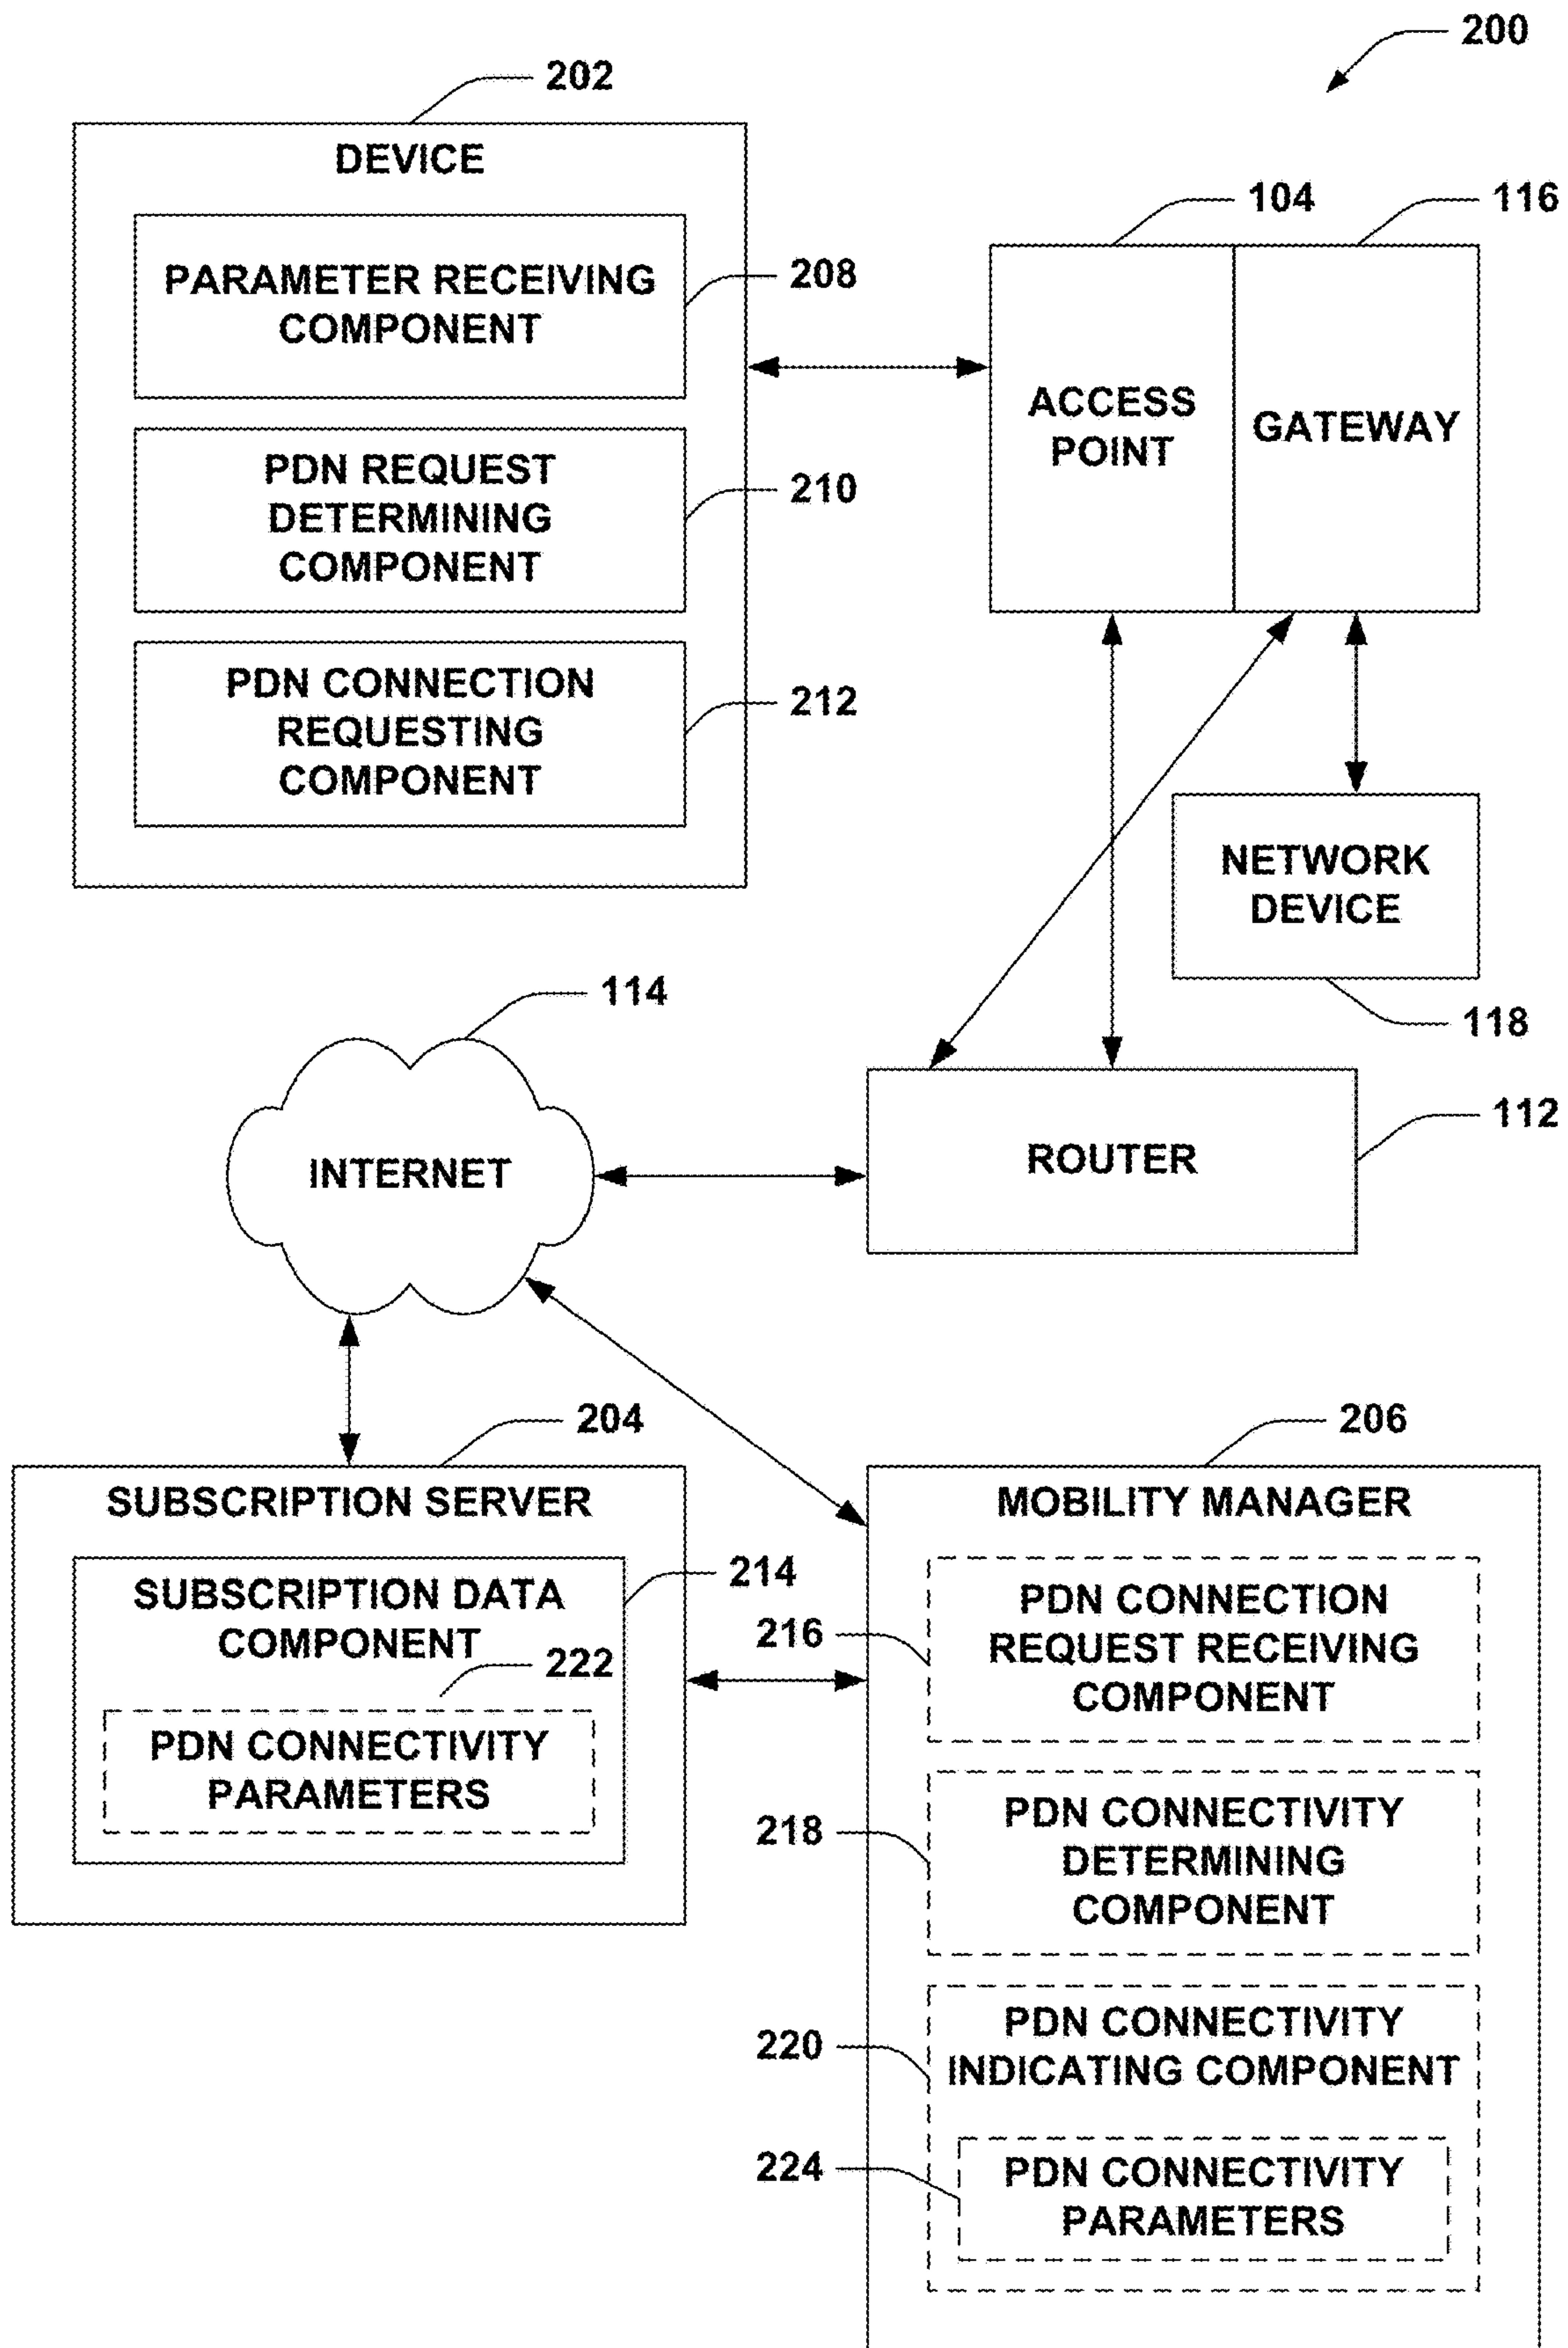 200
202
DEVICE
104
116
PARAMETER RECEIVING
COMPONENT
208
ACCESS
POINT
GATEWAY
PDN REQUEST
DETERMINING
COMPONENT
210
PDN CONNECTION
REQUESTING
COMPONENT
212
NETWORK
DEVICE
118
114
INTERNET
ROUTER
112
204
SUBSCRIPTION SERVER
214
SUBSCRIPTION DATA
COMPONENT
222
PDN CONNECTIVITY
PARAMETERS
206
MOBILITY MANAGER
216
PDN CONNECTION
REQUEST RECEIVING
COMPONENT
218
PDN CONNECTIVITY
DETERMINING
COMPONENT
220
PDN CONNECTIVITY
INDICATING COMPONENT
224
PDN CONNECTIVITY
PARAMETERS